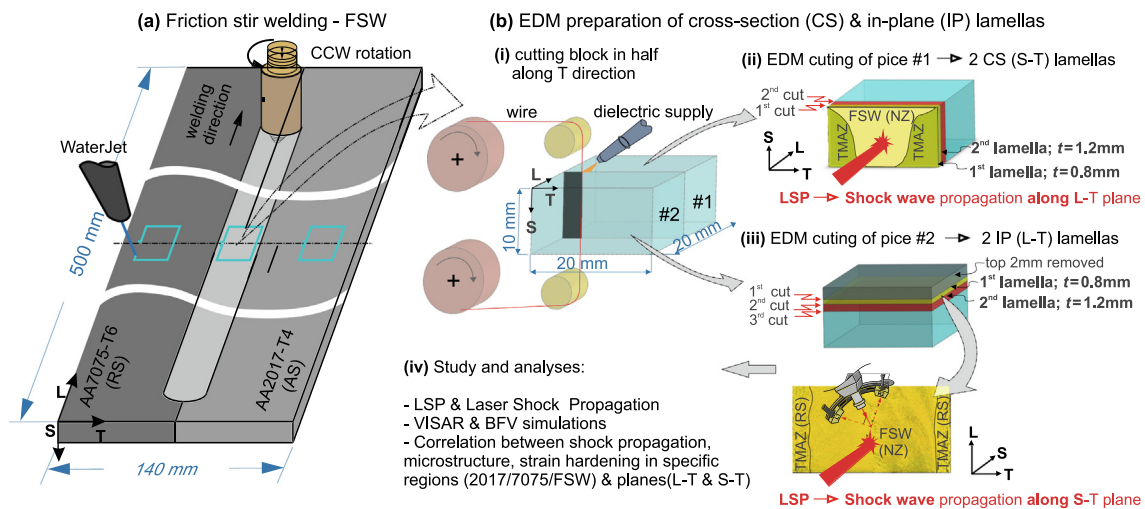 (a) Friction stir welding - FSW
CCW rotation
welding
direction
WaterJet
500 mm
AA7075-T6
(RS)
AA2017-T4
(AS)
L
S
T
140 mm
(b) EDM preparation of cross-section (CS) & in-plane (IP) lamellas
(i) cutting block in half
along T direction
wire
dielectric supply
+
+
L
T
S
#2
#1
10 mm
20 mm
20 mm
(ii) EDM cuting of pice #1 → 2 CS (S-T) lamellas
2nd cut
1st cut
FSW (NZ)
TMAZ
TMAZ
S
L
T
2nd lamella; t=1.2mm
1st lamella; t=0.8mm
LSP → Shock wave propagation along L-T plane
(iii) EDM cuting of pice #2 → 2 IP (L-T) lamellas
top 2mm removed
1st cut
2nd cut
3rd cut
1st lamella; t=0.8mm
2nd lamella; t=1.2mm
TMAZ (RS)
FSW
(NZ)
TMAZ (RS)
L
S
T
LSP → Shock wave propagation along S-T plane
(iv) Study and analyses:
- LSP & Laser Shock Propagation
- VISAR & BFV simulations
- Correlation between shock propagation,
microstructure, strain hardening in specific
regions (2017/7075/FSW) & planes(L-T & S-T)